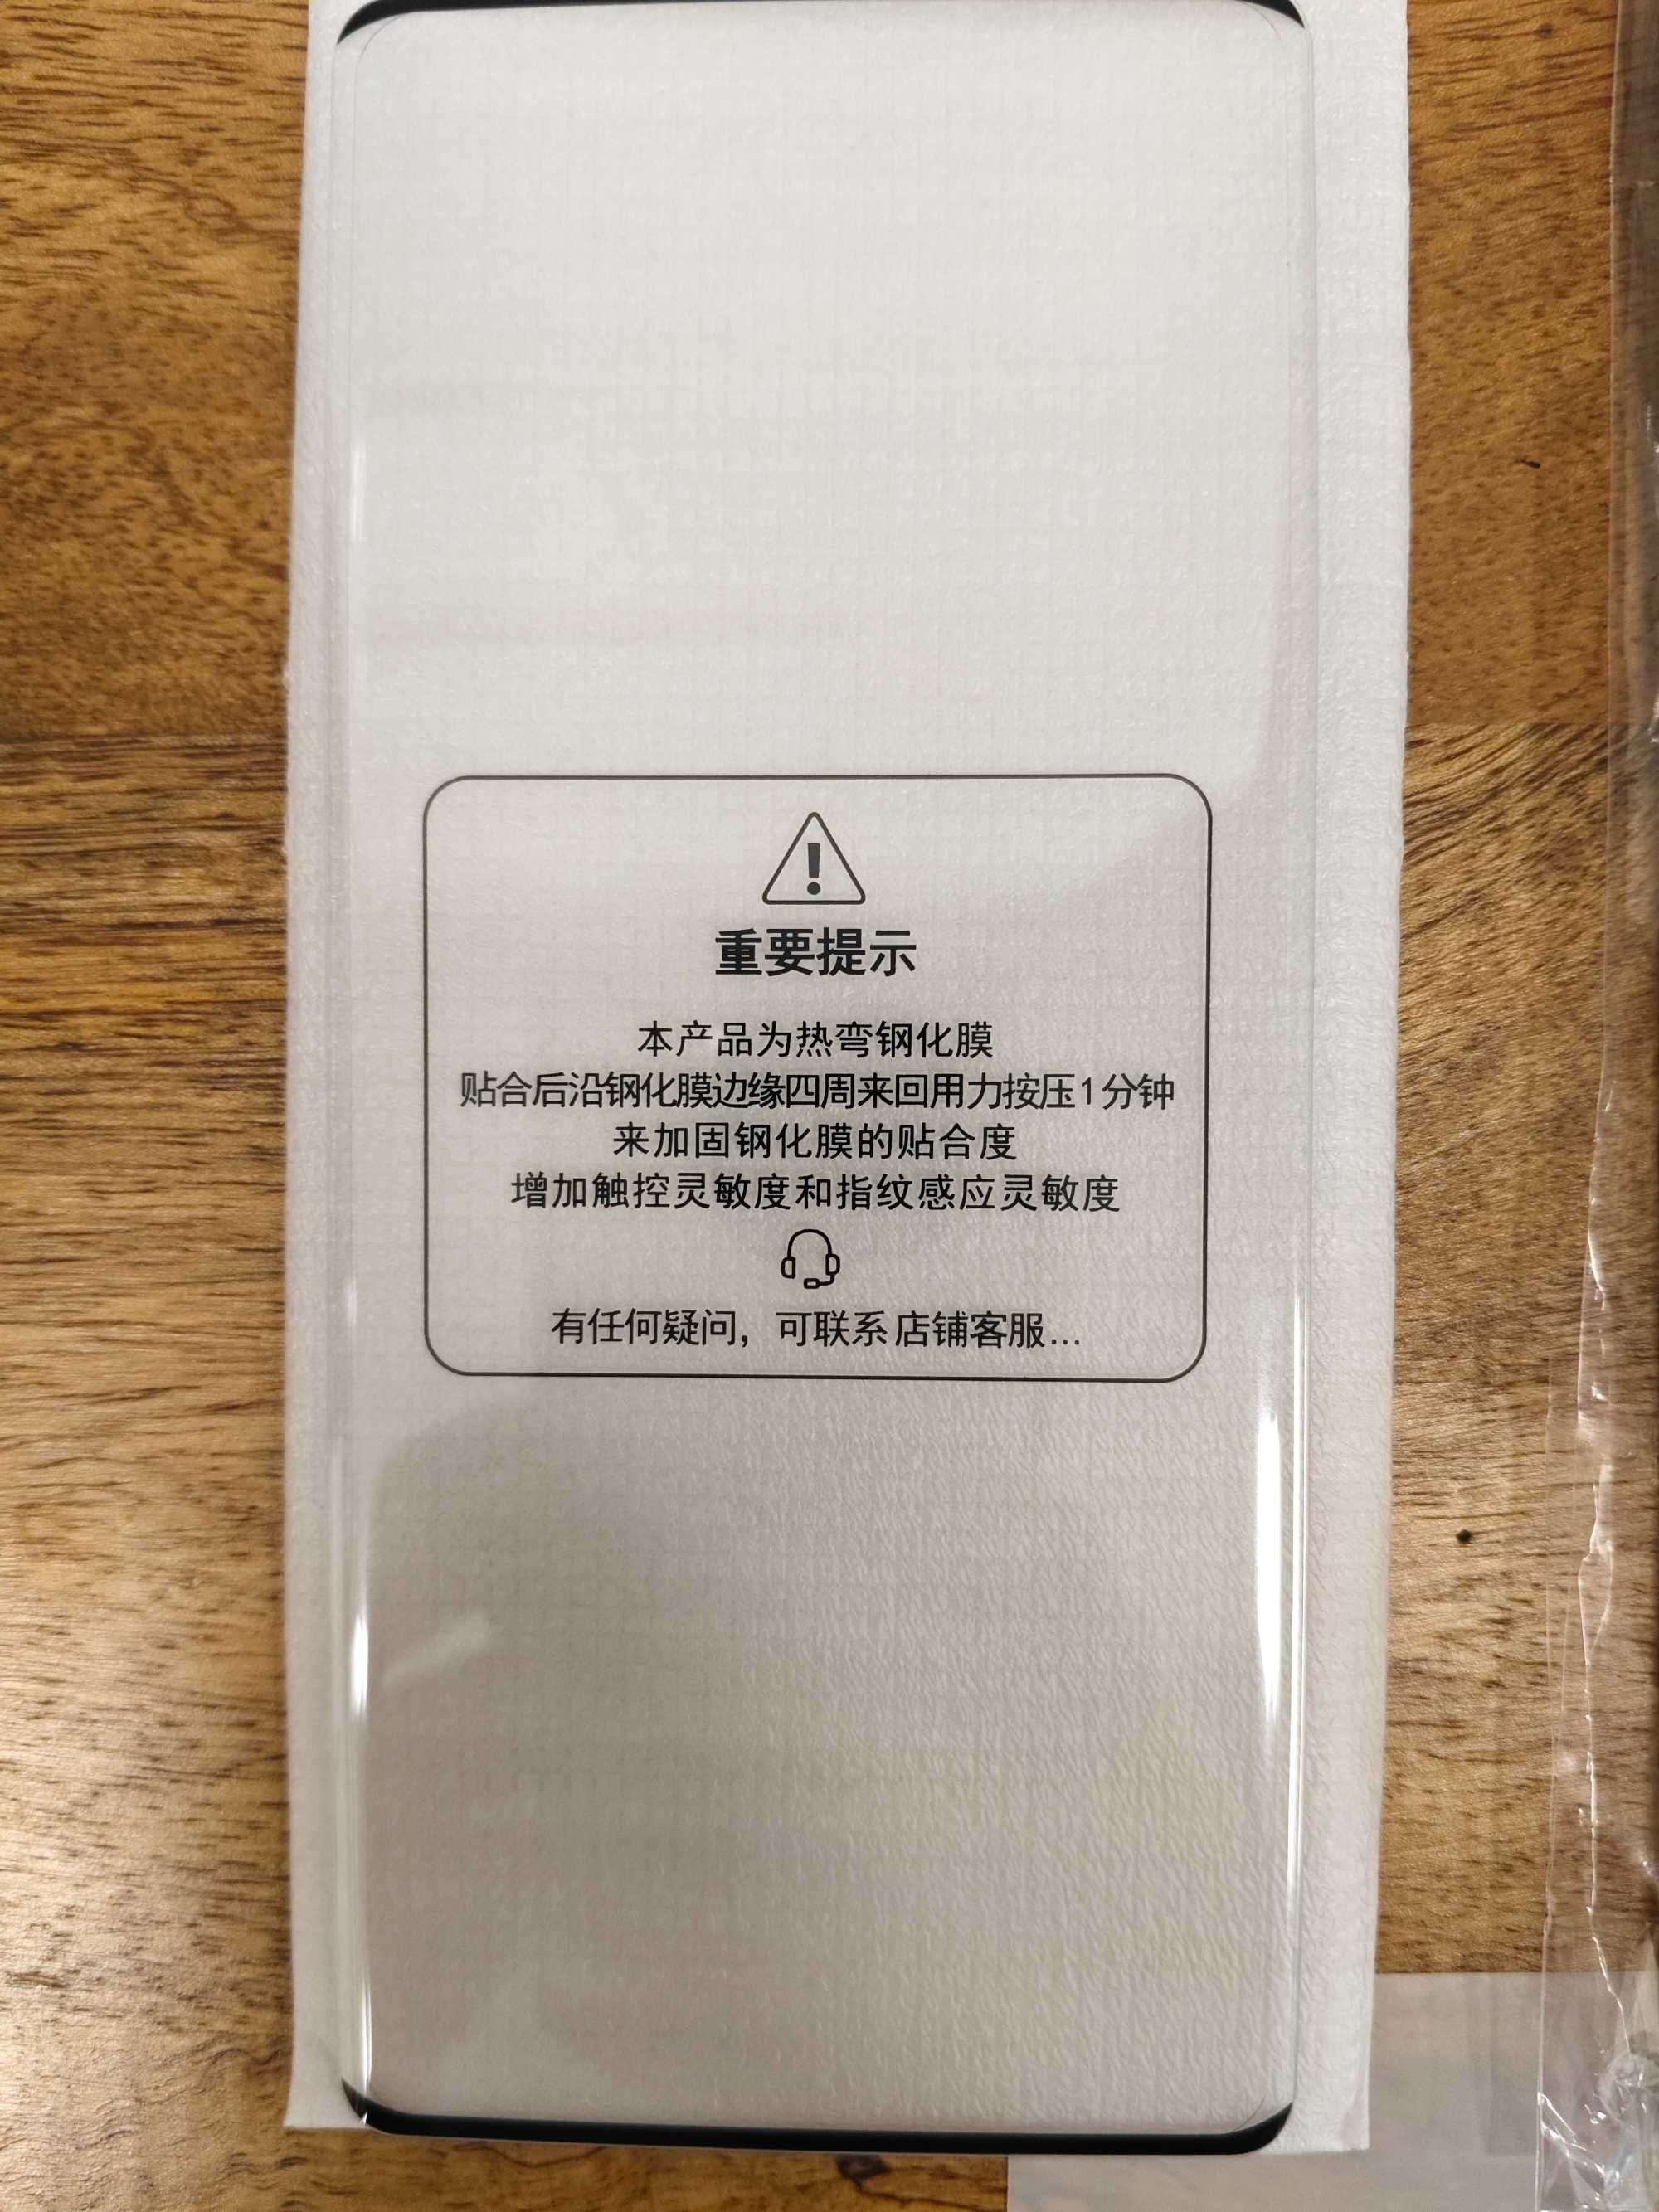 重要提示
本产品为热弯钢化膜
贴合后沿钢化膜边缘四周来回用力按压1分钟
来加固钢化膜的贴合度
增加触控灵敏度和指纹感应灵敏度
有任何疑问，可联系店铺客服...